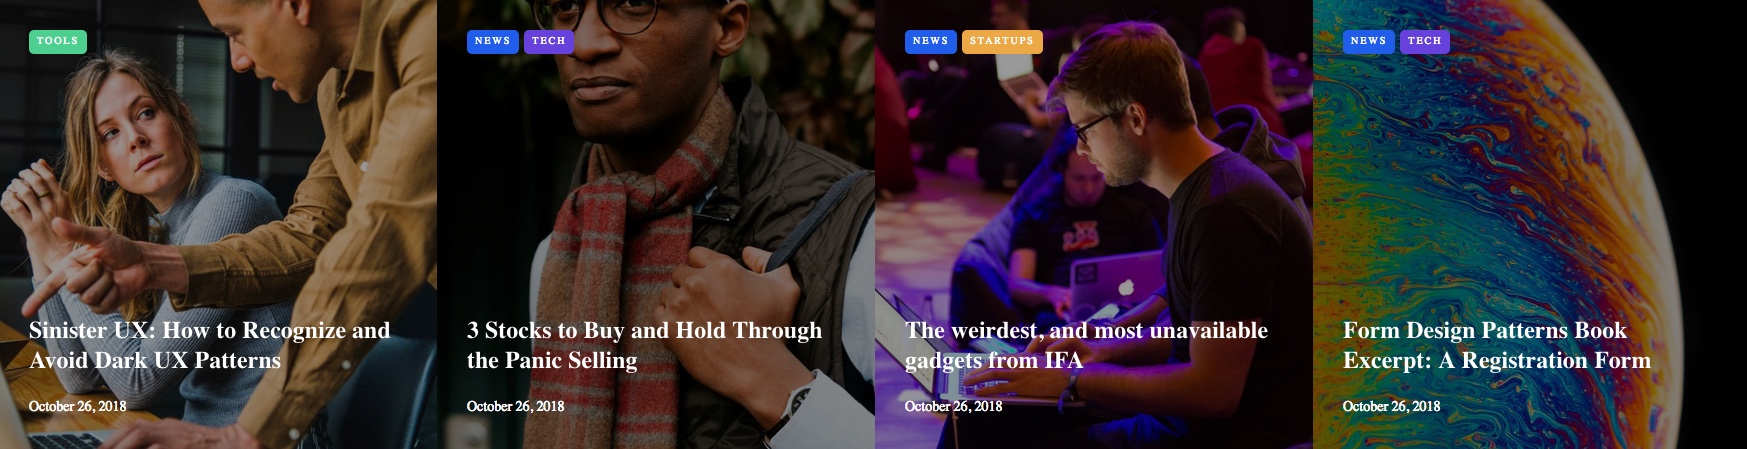 TOOLS
Sinister UX: How to Recognize and
Avoid Dark UX Patterns
October 26, 2018
NEWS TECH
3 Stocks to Buy and Hold Through
the Panic Selling
October 26, 2018
NEWS STARTUPS
The weirdest, and most unavailable
gadgets from IFA
October 26, 2018
NEWS TECH
Form Design Patterns Book
Excerpt: A Registration Form
October 26, 2018